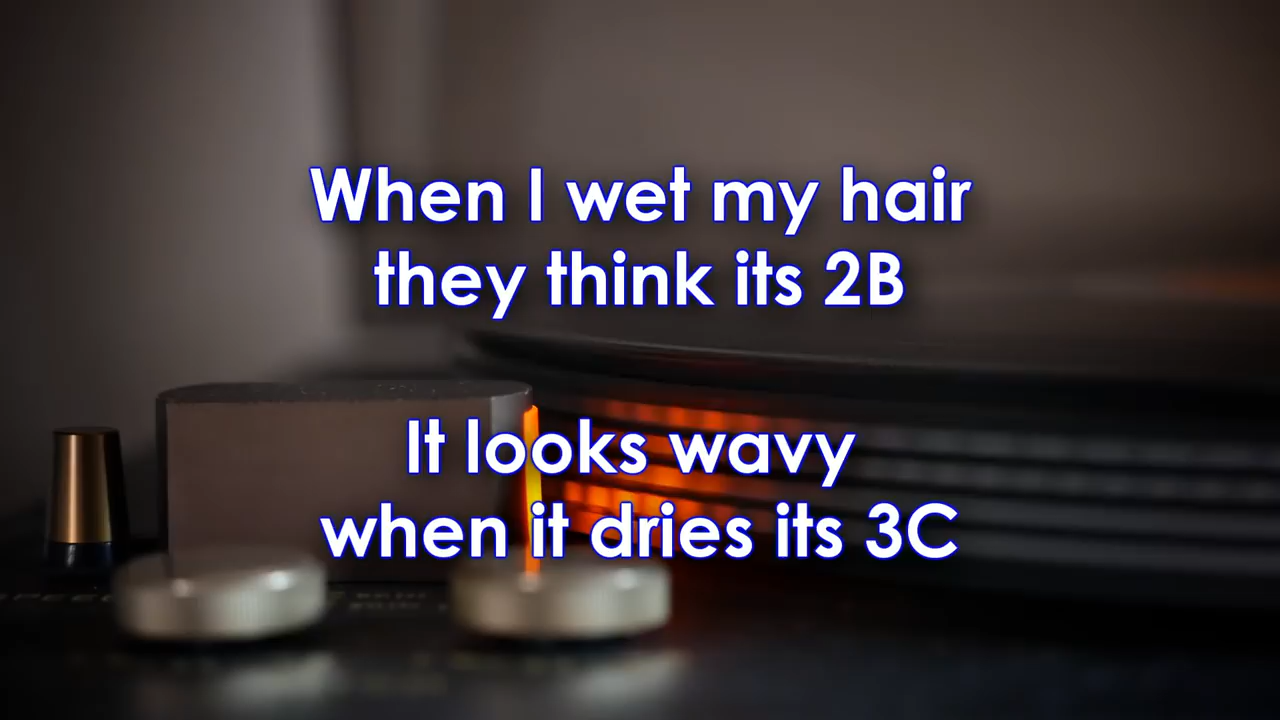 When I wet my hair
they think its 2B
It looks wavy
when it dries its 3C